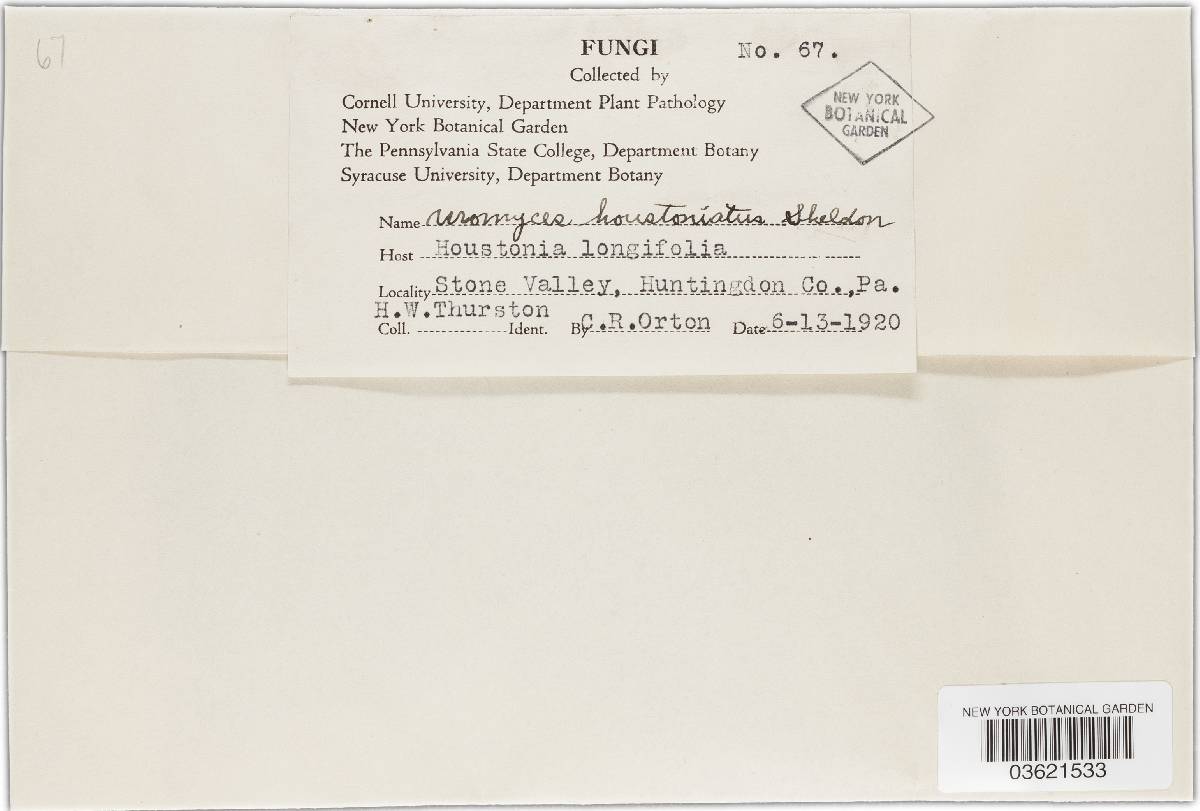 67
FUNGI No. 67.
Collected by
Cornell University, Department Plant Pathology
New York Botanical Garden
The Pennsylvania State College, Department Botany
Syracuse University, Department Botany
NEW YORK
BOTANICAL
GARDEN
Name Uromyces houstoniatus Sheldon
Host Houstonia longifolia
Locality Stone Valley, Huntingdon Co., Pa.
H.W.Thurston
Coll. Ident. By C.R.Orton Date 6-13-1920
NEW YORK BOTANICAL GARDEN
03621533